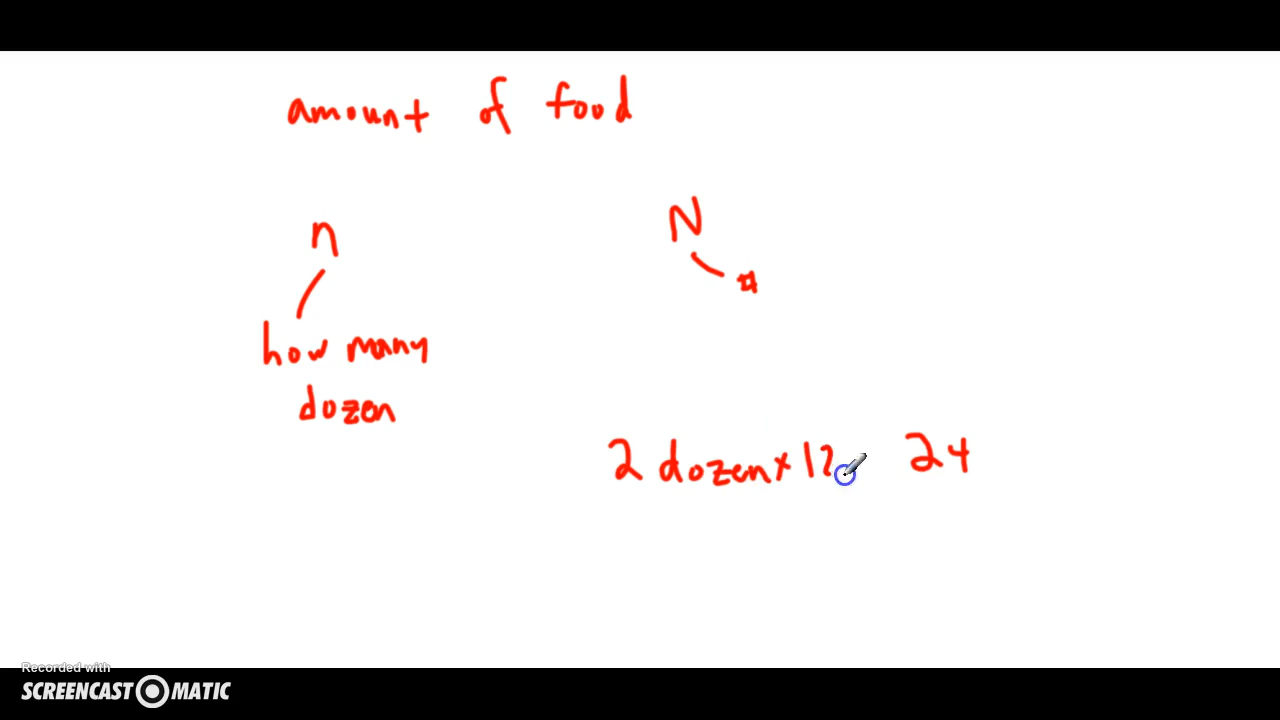 amount of food
n
N
#
how many
dozen
2 dozen x 12 24
Recorded with
SCREENCAST MATIC